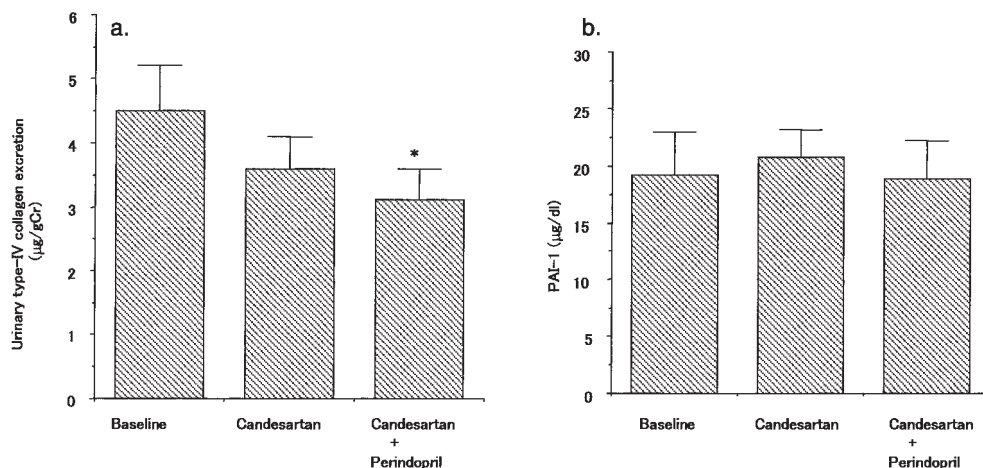 a.
Urinary type-IV collagen excretion
(μg/gCr)
6
5
4
3
2
1
0
*
Baseline
Candesartan
Candesartan
+
Perindopril
b.
PAI-1 (μg/dl)
30
25
20
15
10
5
0
Baseline
Candesartan
Candesartan
+
Perindopril